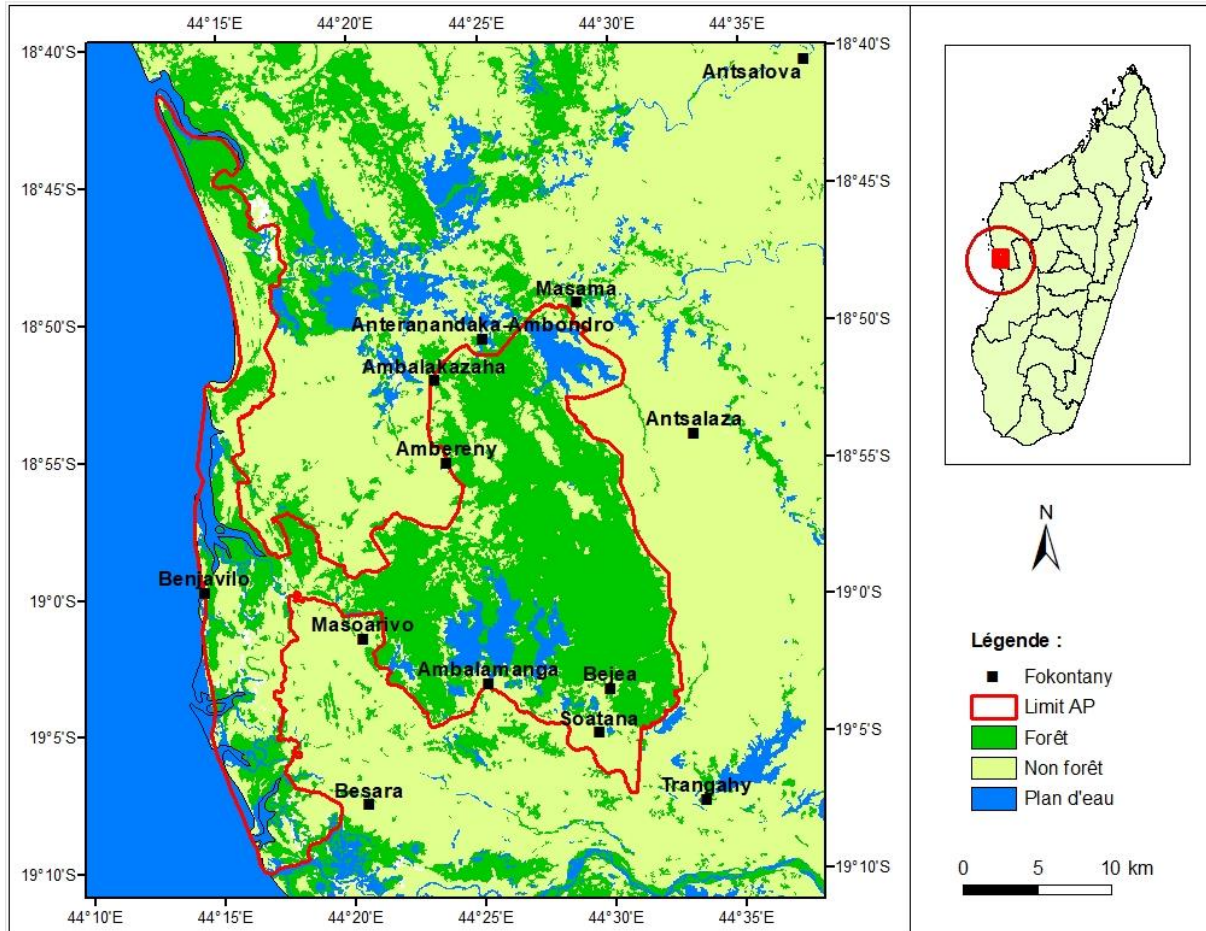 44°15'E
44°20'E
44°25'E
44°30'E
44°35'E
18°40'S
18°40'S
Antsalova
18°45'S
18°45'S
Masama
18°50'S
18°50'S
Anteranandaka-Ambondro
Ambalakazaha
Antsalaza
Ambereny
18°55'S
18°55'S
Benjavilo
19°0'S
19°0'S
Masoarivo
Ambalamanga
Bejea
Soatana
19°5'S
19°5'S
Besara
Trangahy
19°10'S
19°10'S
44°10'E
44°15'E
44°20'E
44°25'E
44°30'E
44°35'E
N
Légende :
Fokontany
Limit AP
Forêt
Non forêt
Plan d'eau
0 5 10 km